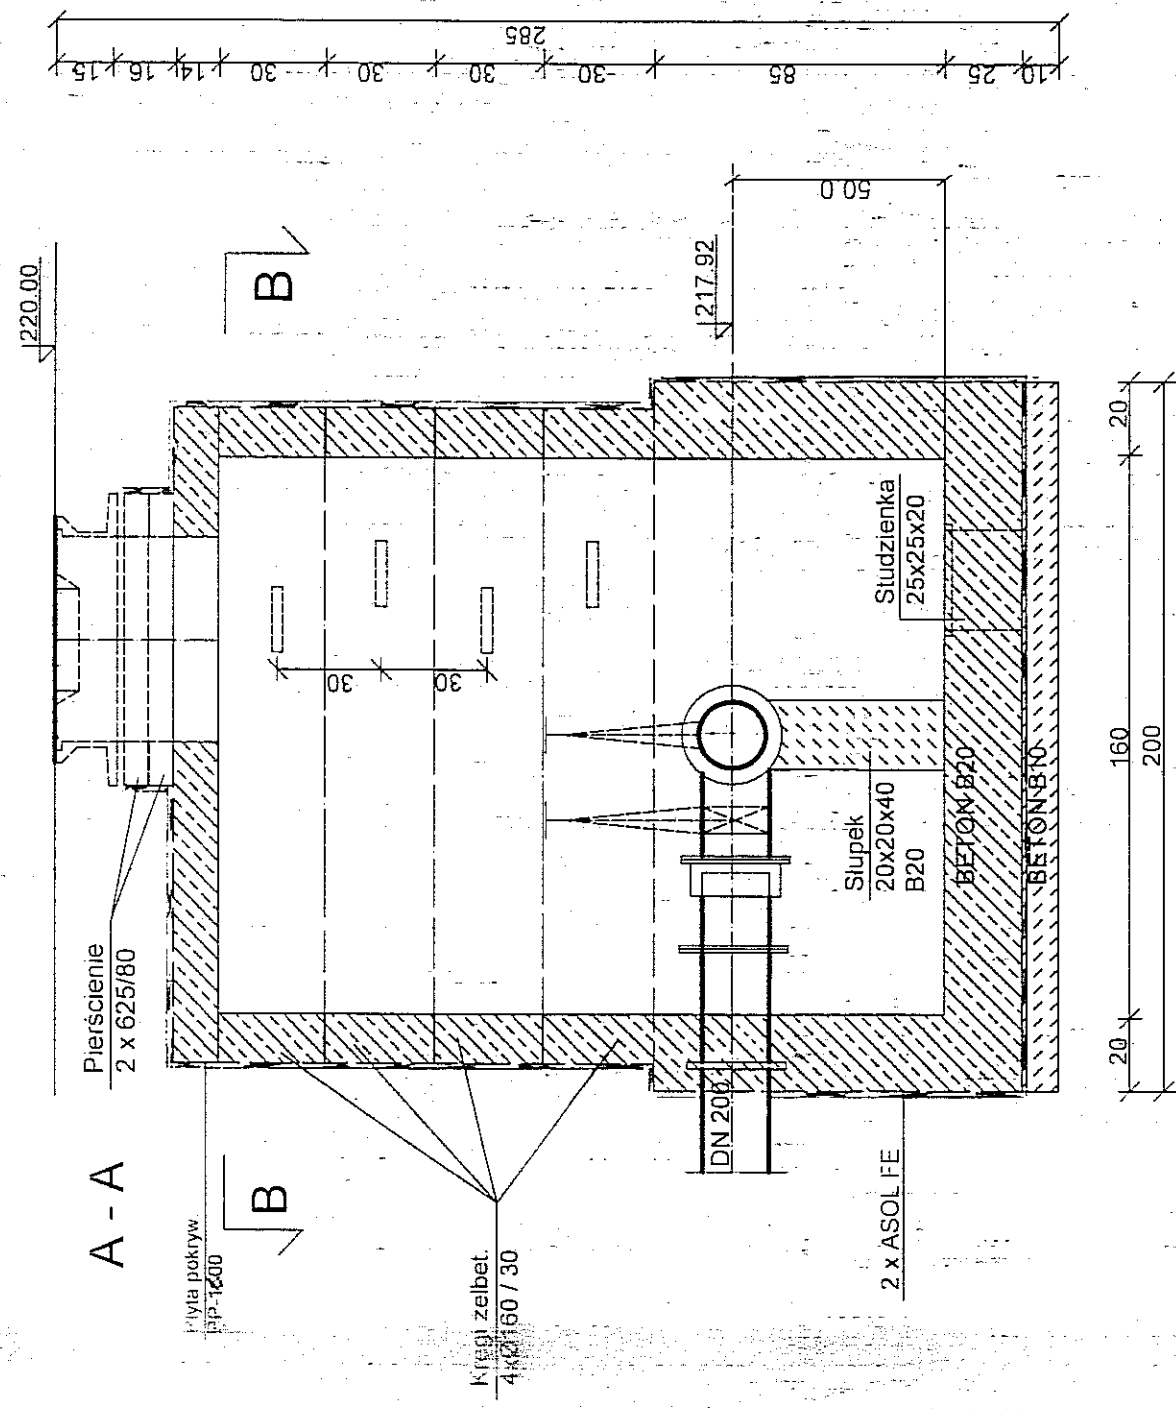 285
15
16
14
30
30
30
30
85
25
10
220.00
B
217.92
50.0
Pierścienie
2 x 625/80
30
30
Studzienka
25x25x20
Słupek
20x20x40
B20
BETON B20
BETON B10
20
160
20
200
A - A
Płyta pokryw
B
Kręgi żelbet.
4xØ160 / 30
DN 200
2 x ASOL FE